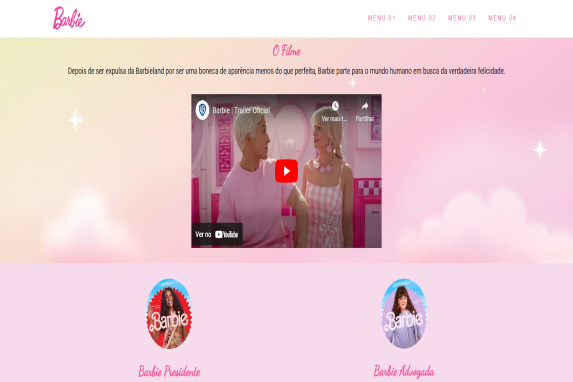 Barbie
MENU 01 MENU 02 MENU 03 MENU 04
O Filme
Depois de ser expulsa da Barbieland por ser uma boneca de aparência menos do que perfeita, Barbie parte para o mundo humano em busca da verdadeira felicidade.
Barbie | Trailer Oficial
Ver mais t... Partilhar
Ver no YouTube
Barbie Barbie
Barbie Presidente Barbie Advogada